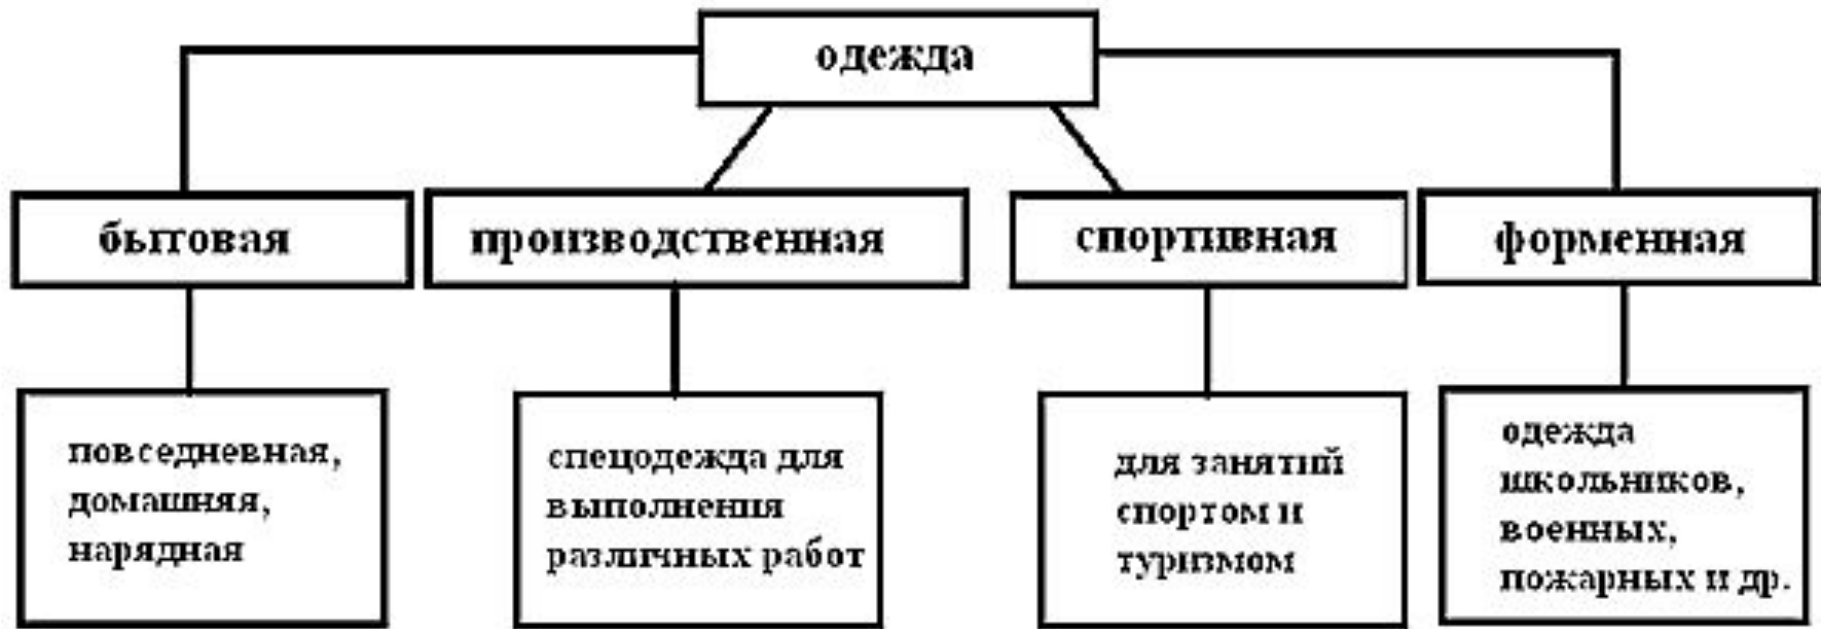 одежда
бытовая
производственная
спортивная
форменная
повседневная,
домашняя,
нарядная
спецодежда для
выполнения
различных работ
для занятий
спортом и
туризмом
одежда
школьников,
военных,
пожарных и др.